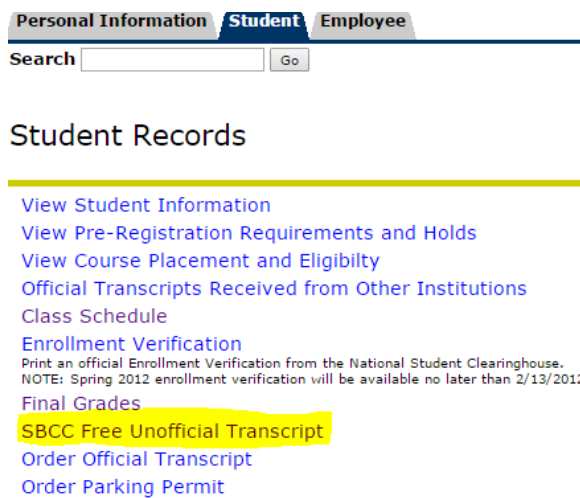 Personal Information Student Employee
Search Go
Student Records
View Student Information
View Pre-Registration Requirements and Holds
View Course Placement and Eligibilty
Official Transcripts Received from Other Institutions
Class Schedule
Enrollment Verification
Print an official Enrollment Verification from the National Student Clearinghouse.
NOTE: Spring 2012 enrollment verification will be available no later than 2/13/2012
Final Grades
SBCC Free Unofficial Transcript
Order Official Transcript
Order Parking Permit